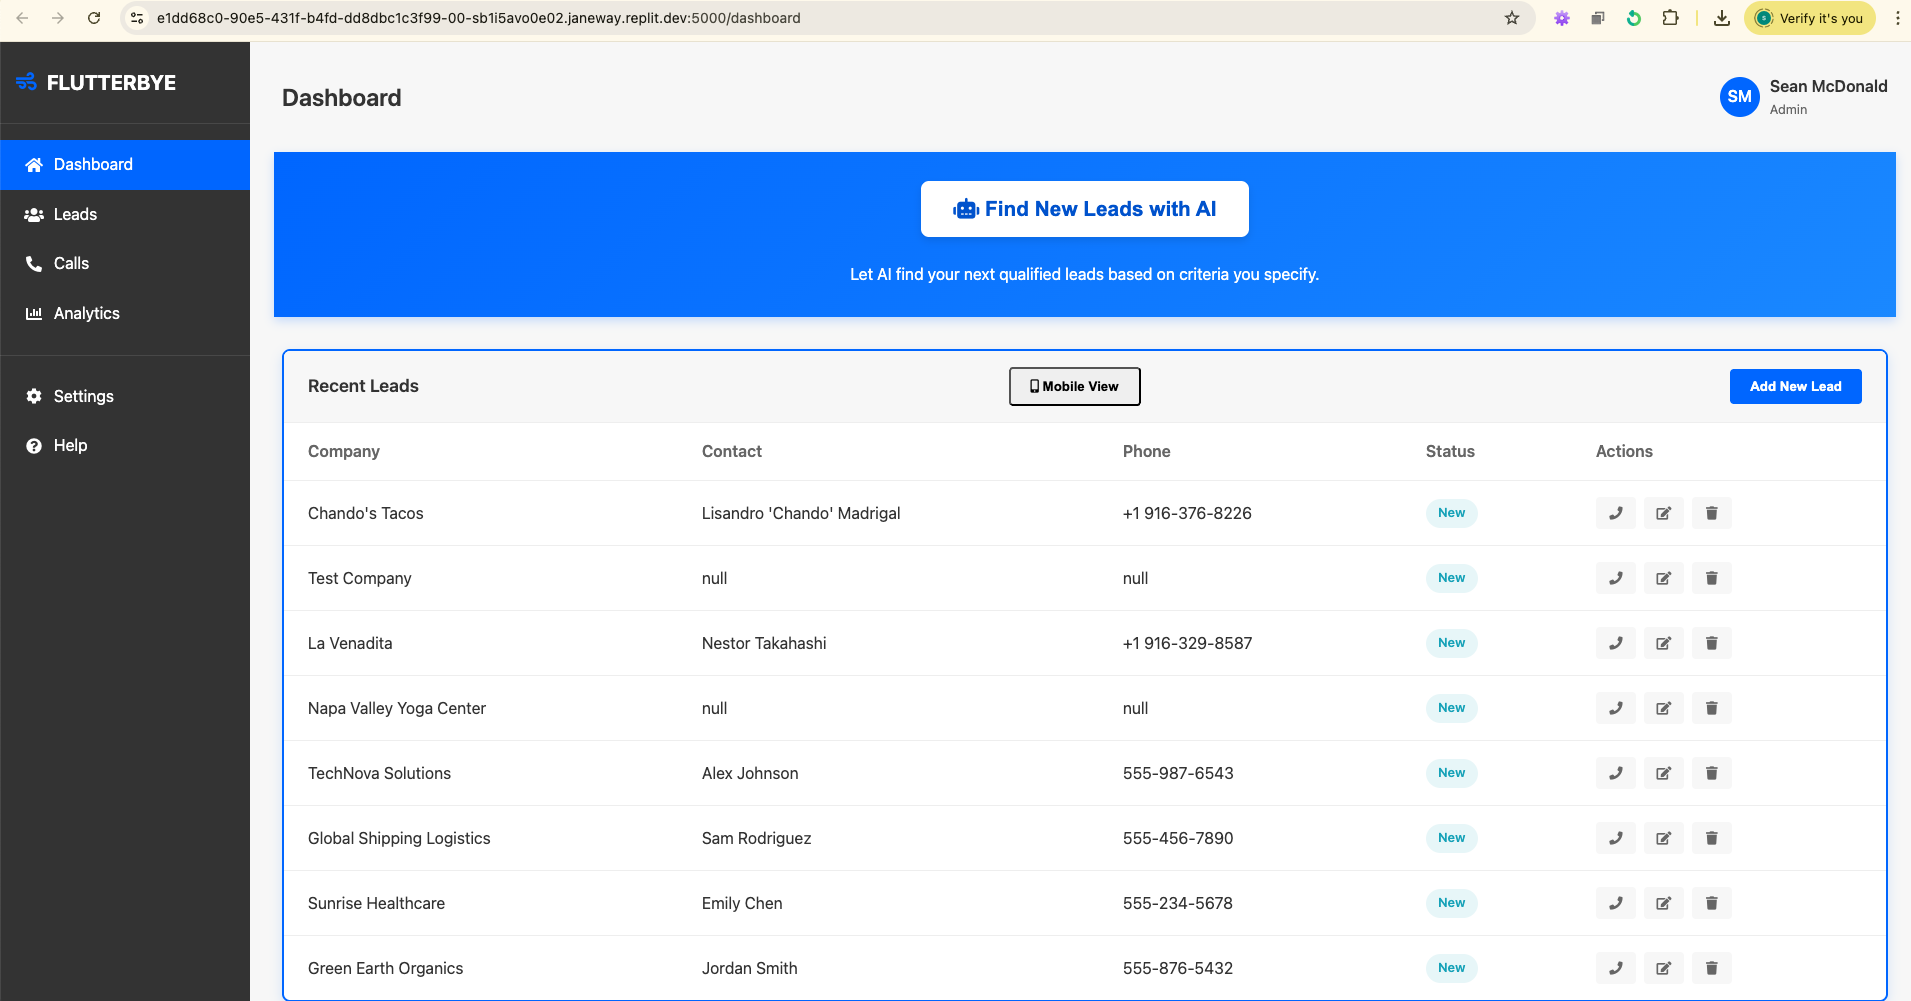 e1dd68c0-90e5-431f-b4fd-dd8dbc1c3f99-00-sb1i5avo0e02.janeway.replit.dev:5000/dashboard
Verify it's you
FLUTTERBYE
Dashboard
Leads
Calls
Analytics
Settings
Help
Dashboard
SM
Sean McDonald
Admin
Find New Leads with AI
Let AI find your next qualified leads based on criteria you specify.
Recent Leads
Mobile View
Add New Lead
Company Contact Phone Status Actions
Chando's Tacos Lisandro 'Chando' Madrigal +1 916-376-8226 New
Test Company null null New
La Venadita Nestor Takahashi +1 916-329-8587 New
Napa Valley Yoga Center null null New
TechNova Solutions Alex Johnson 555-987-6543 New
Global Shipping Logistics Sam Rodriguez 555-456-7890 New
Sunrise Healthcare Emily Chen 555-234-5678 New
Green Earth Organics Jordan Smith 555-876-5432 New